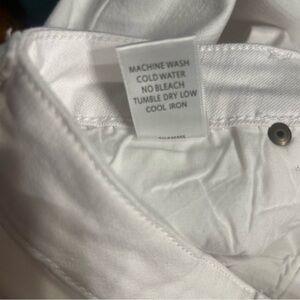 MACHINE WASH
COLD WATER
NO BLEACH
TUMBLE DRY LOW
COOL IRON